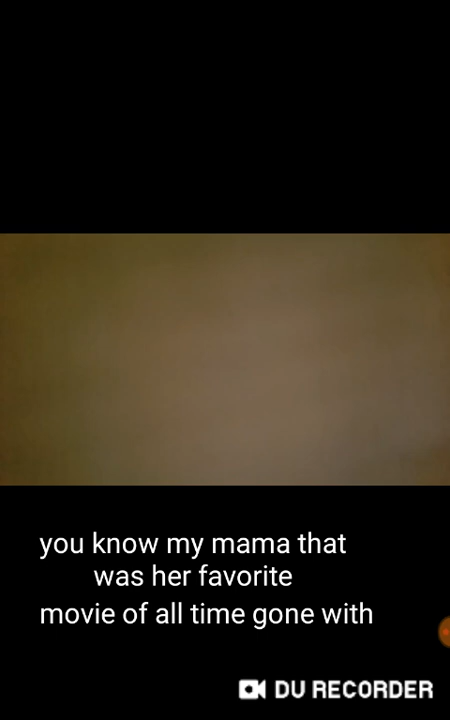 you know my mama that
was her favorite
movie of all time gone with
DU RECORDER